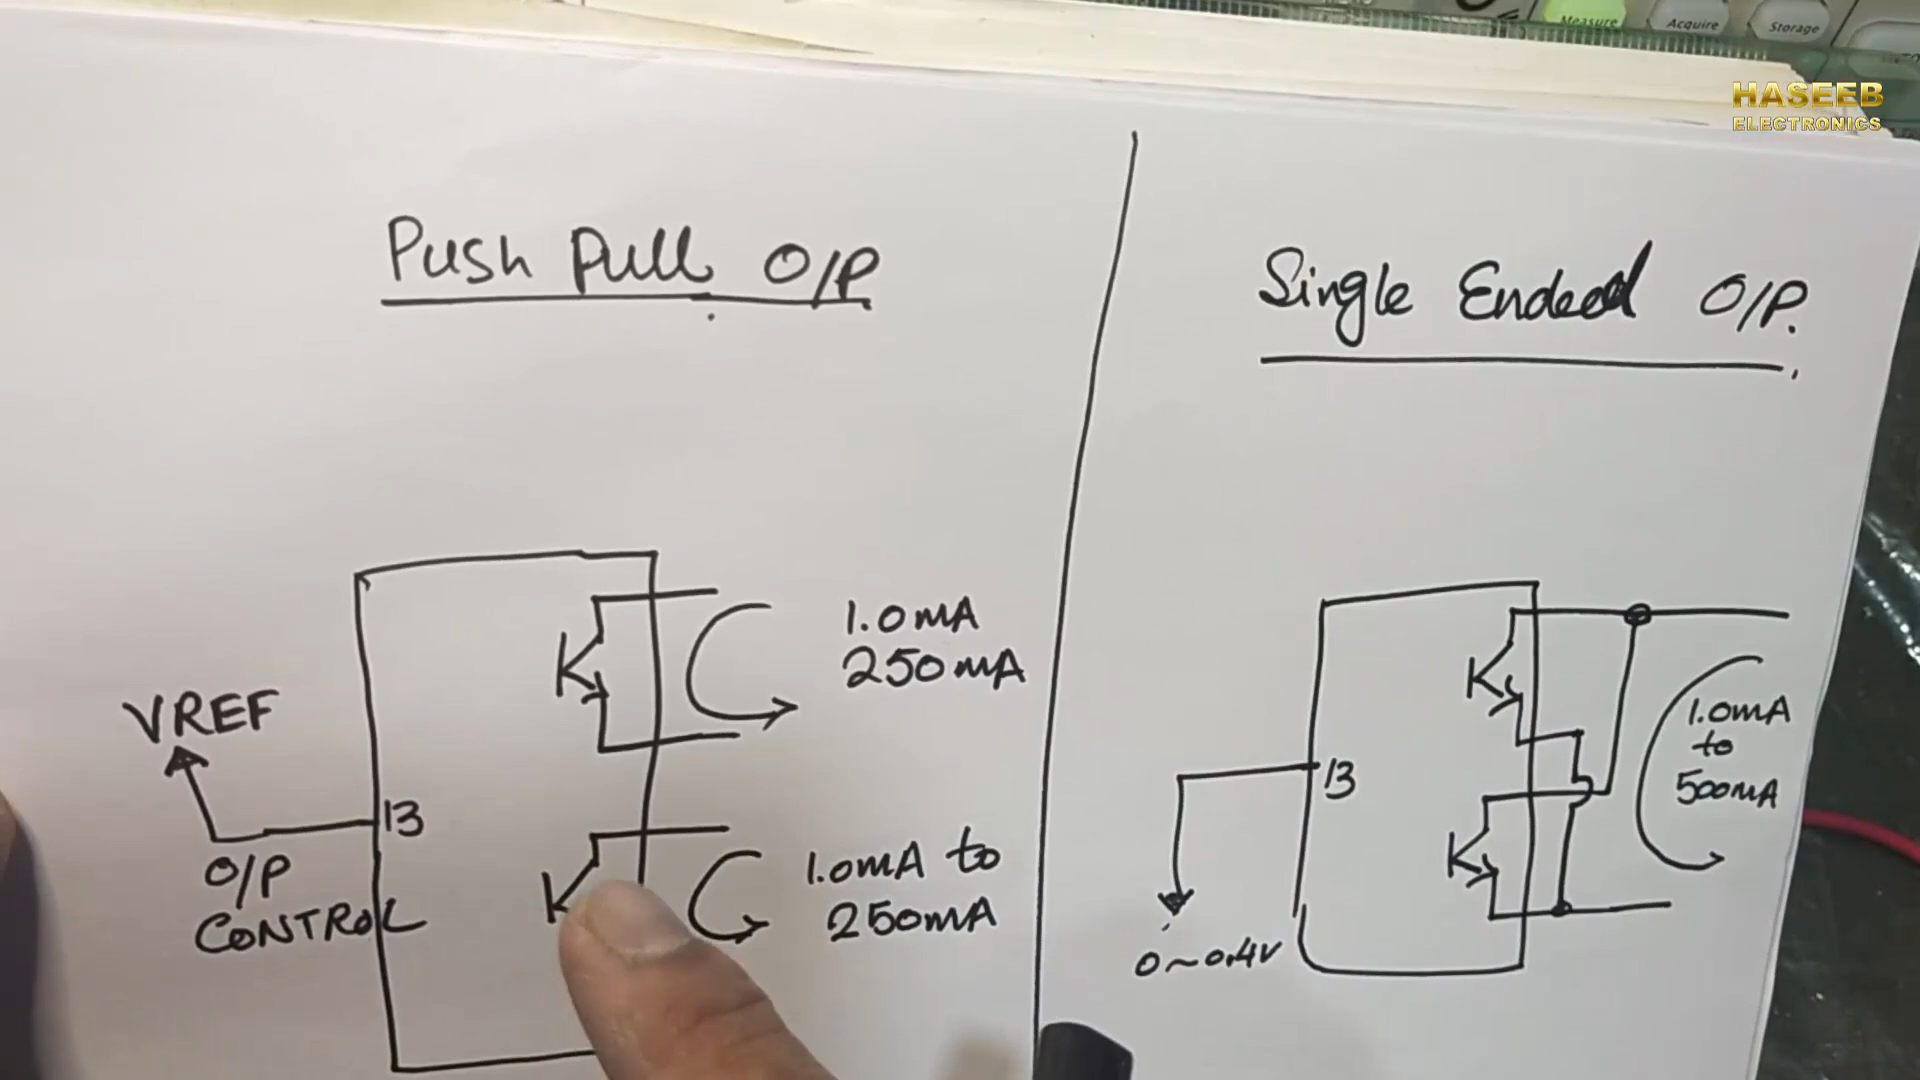 Measure
Acquire
Storage
HASEEB
ELECTRONICS
Push Pull O/P
Single Ended O/P.
1.0mA
250mA
VREF
13
O/P
CONTROL
1.0mA to
250mA
13
1.0mA
to
500mA
0~0.4V